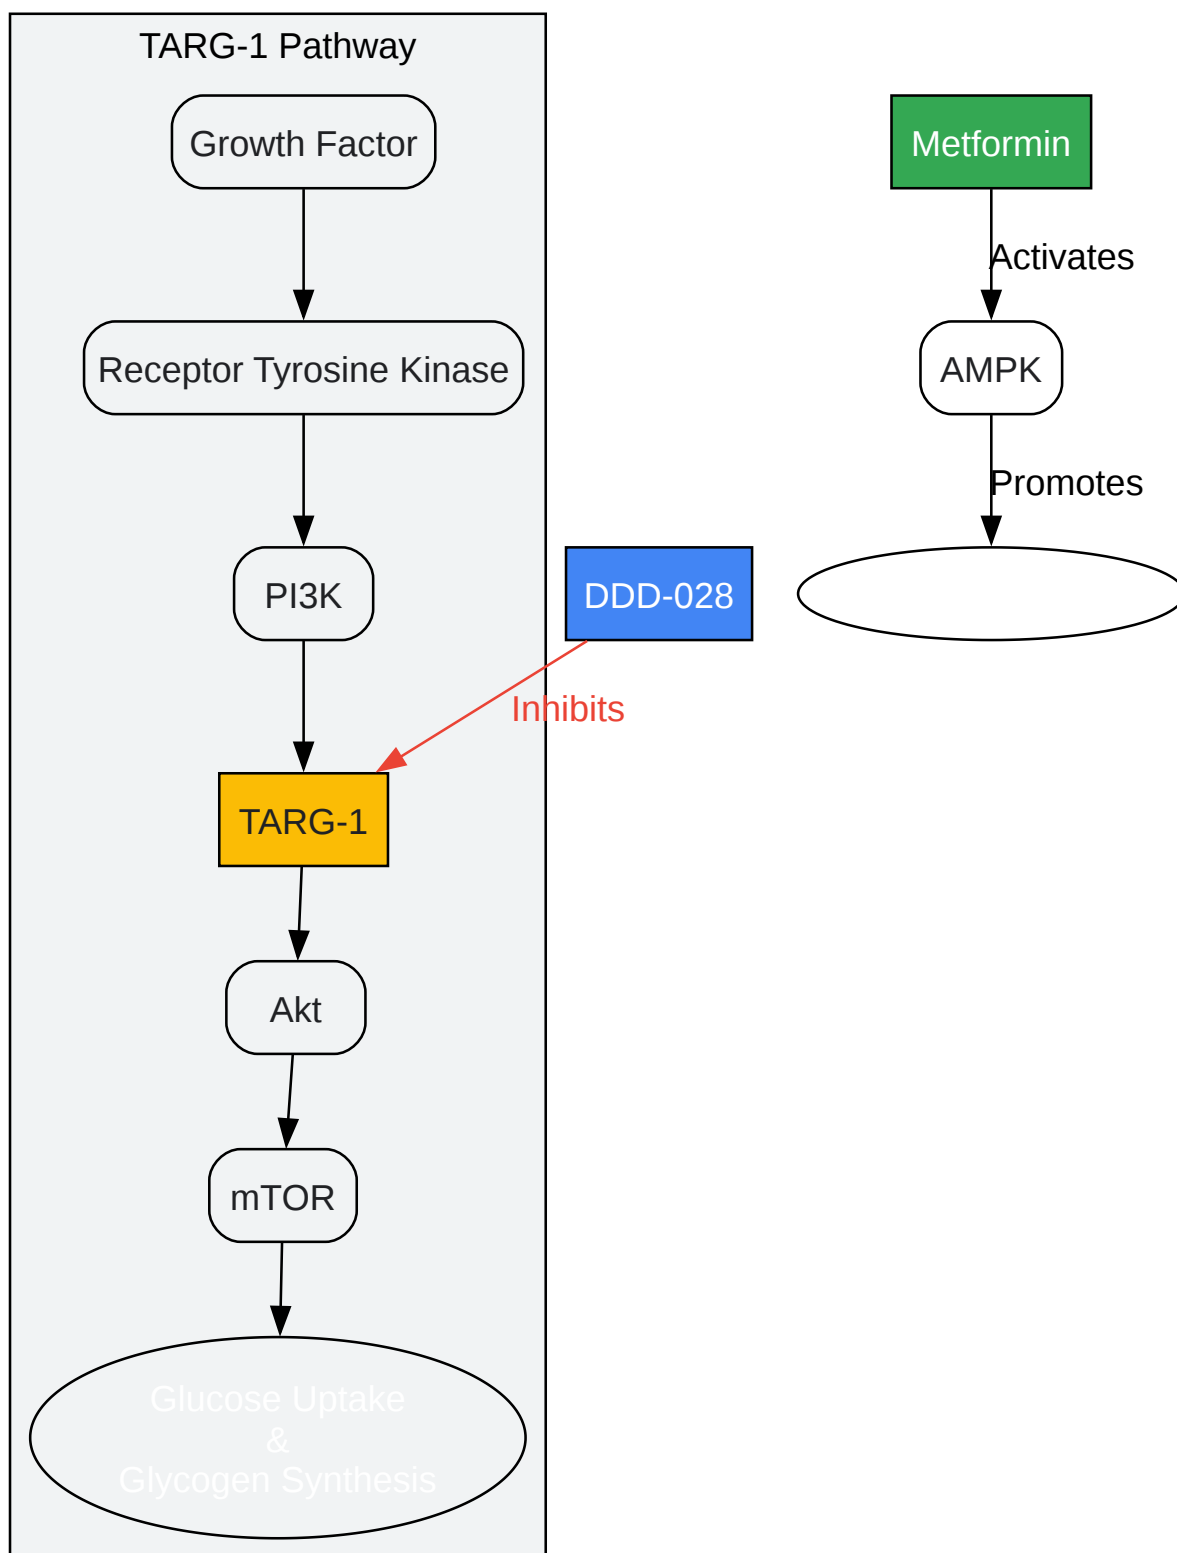 TARG-1 Pathway
Growth Factor
Metformin
Activates
Receptor Tyrosine Kinase
AMPK
Promotes
PI3K
DDD-028
Inhibits
TARG-1
Akt
mTOR
Glucose Uptake
&
Glycogen Synthesis